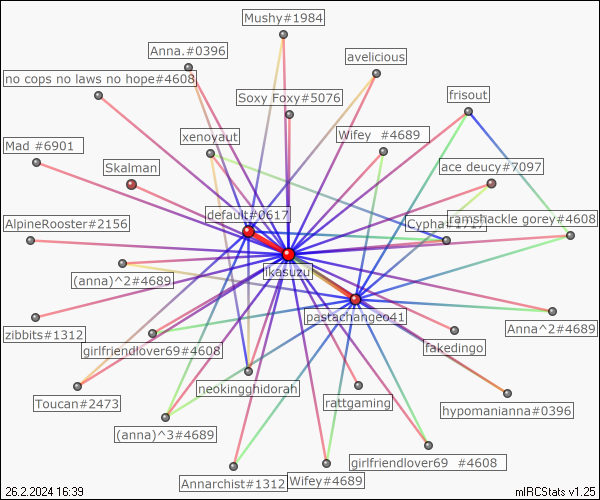 Mushy#1984
Anna.#0396
avelicious
no cops no laws no hope#4608
Soxy Foxy#5076
frisout
xenoyaut
Wifey  #4689
Mad #6901
Skalman
ace deucy#7097
default#0617
AlpineRooster#2156
ramshackle gorey#4608
ikasuzu
(anna)^2#4689
pastachangeo41
zibbits#1312
Anna^2#4689
girlfriendlover69#4608
fakedingo
neokingghidorah
Toucan#2473
rattgaming
hypomanianna#0396
(anna)^3#4689
girlfriendlover69  #4608
Annarchist#1312
Wifey#4689
26.2.2024 16:39
mIRCStats v1.25